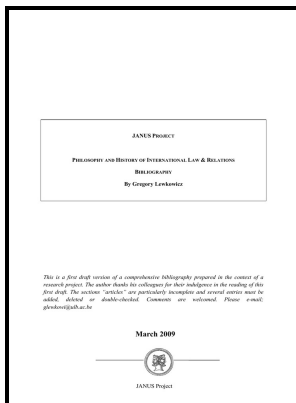 JANUS PROJECT
PHILOSOPHY AND HISTORY OF INTERNATIONAL LAW & RELATIONS
BIBLIOGRAPHY
By Gregory Lewkowicz
This is a first draft version of a comprehensive bibliography prepared in the context of a
research project. The author thanks his colleagues for their indulgence in the reading of this
first draft. The sections "articles" are particularly incomplete and several entries must be
added, deleted or double-checked. Comments are welcomed. Please e-mail;
glewkowi@ulb.ac.be
March 2009
JANUS Project